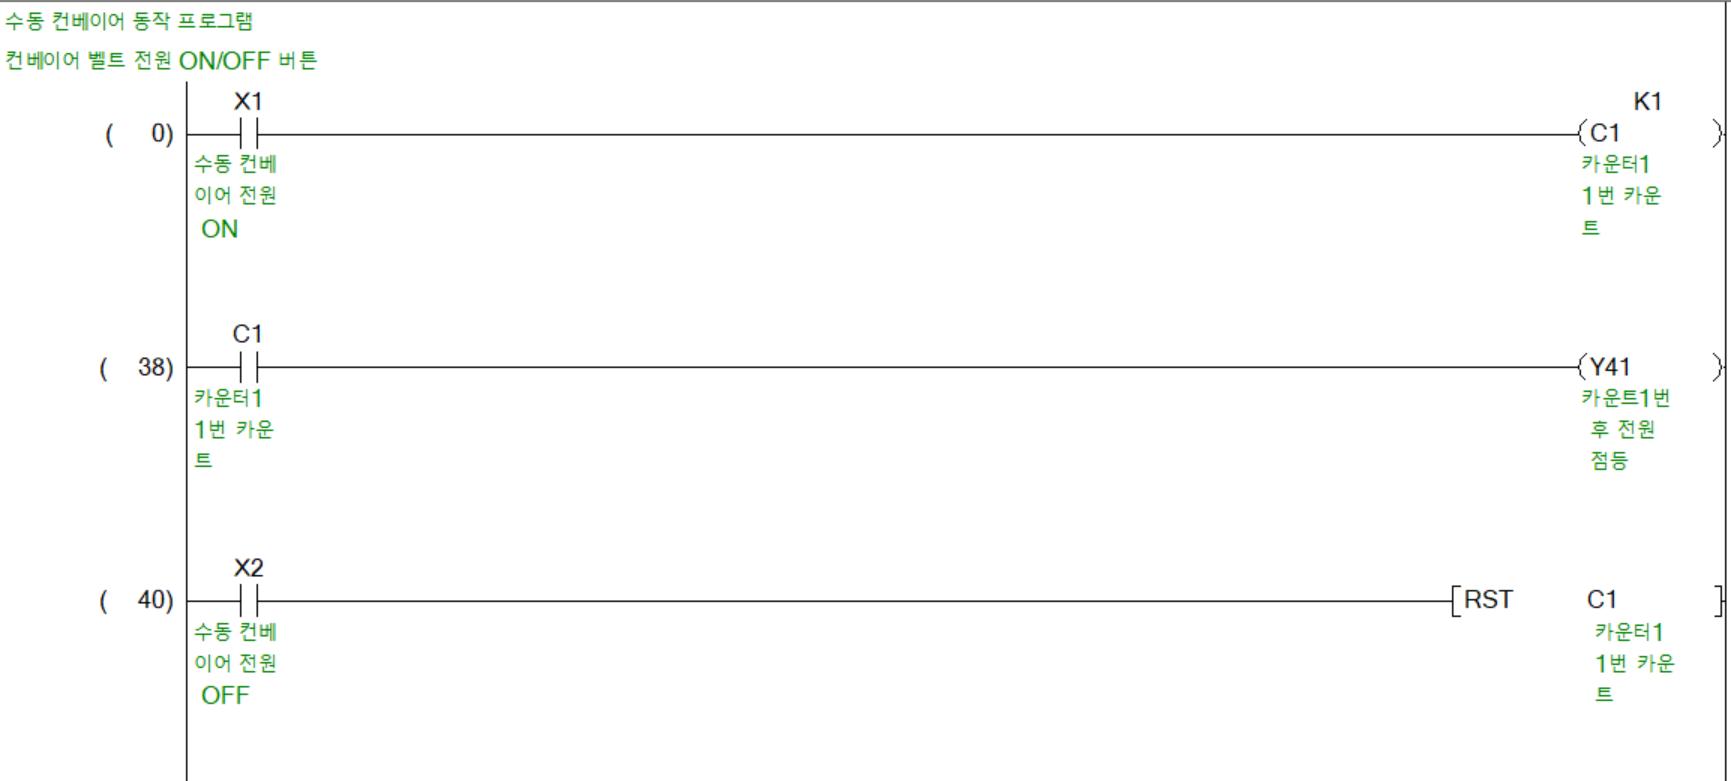 수동 컨베이어 동작 프로그램
컨베이어 벨트 전원 ON/OFF 버튼
X1
K1
( 0)
C1
수동 컨베
이어 전원
ON
카운터1
1번 카운
트
C1
( 38)
Y41
카운터1
1번 카운
트
카운트1번
후 전원
점등
X2
( 40)
RST C1
수동 컨베
이어 전원
OFF
카운터1
1번 카운
트